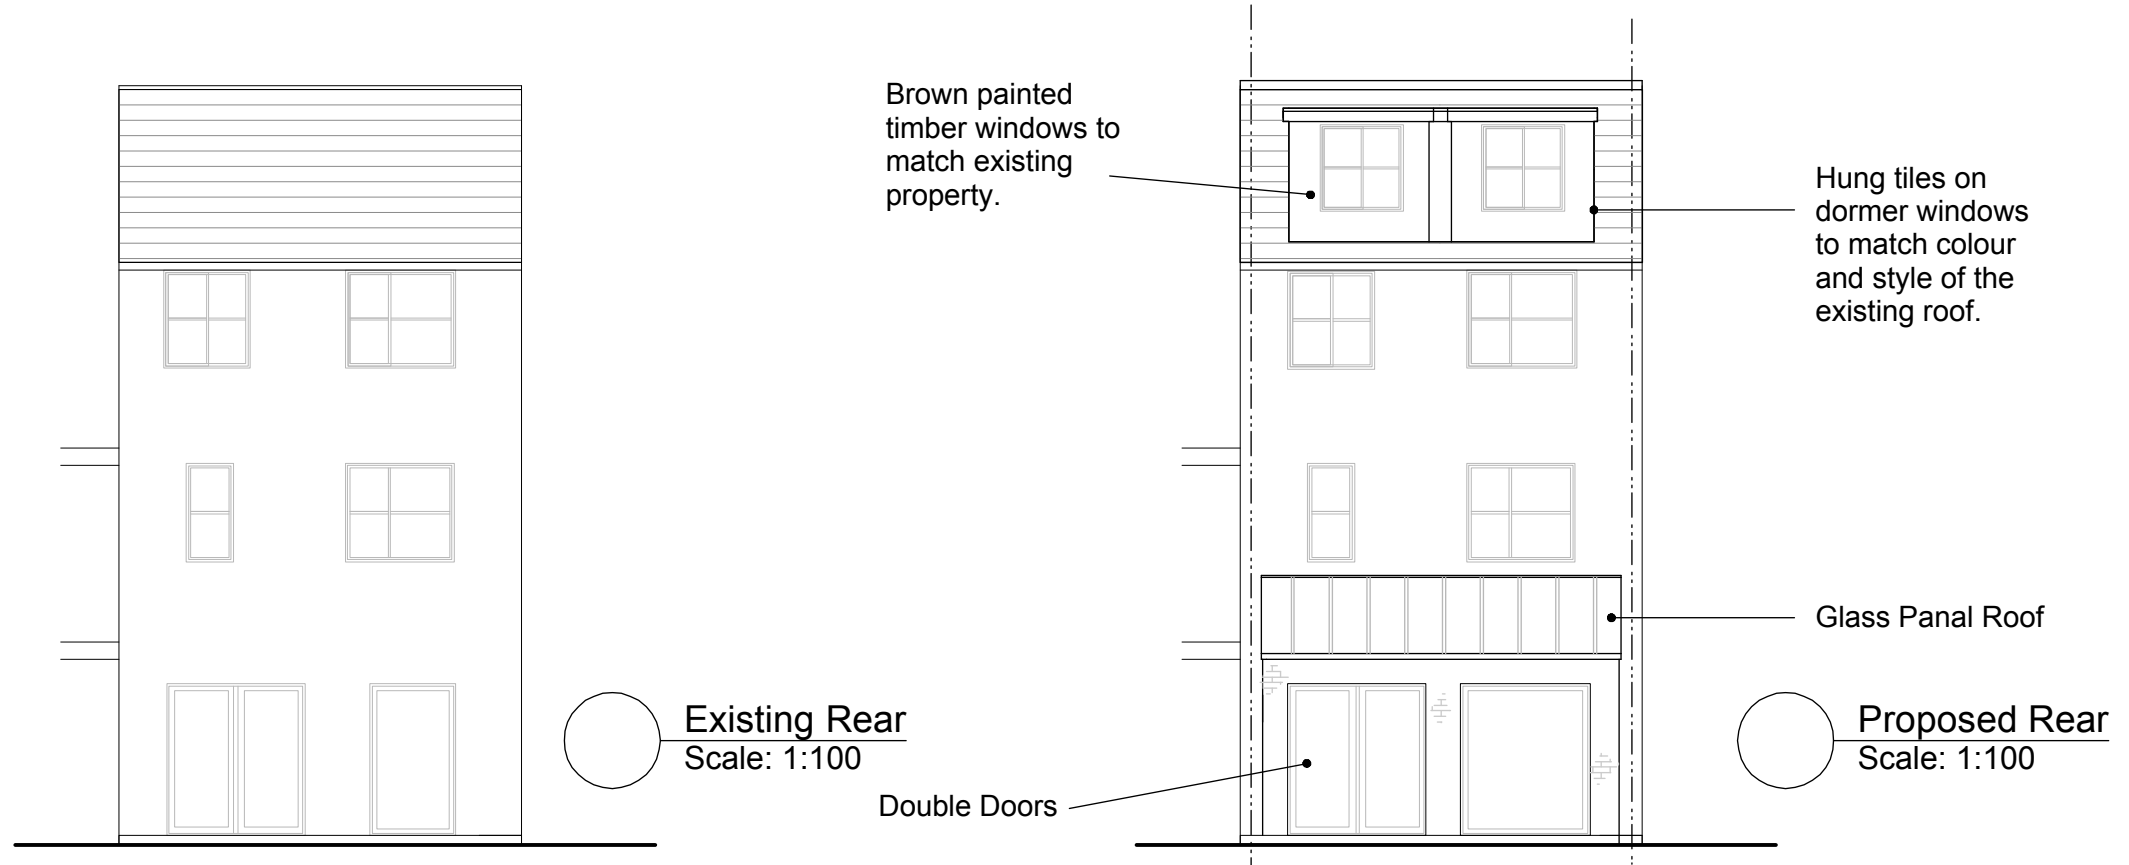 Brown painted
timber windows to
match existing
property.
Hung tiles on
dormer windows
to match colour
and style of the
existing roof.
Glass Panal Roof
Existing Rear
Scale: 1:100
Proposed Rear
Scale: 1:100
Double Doors